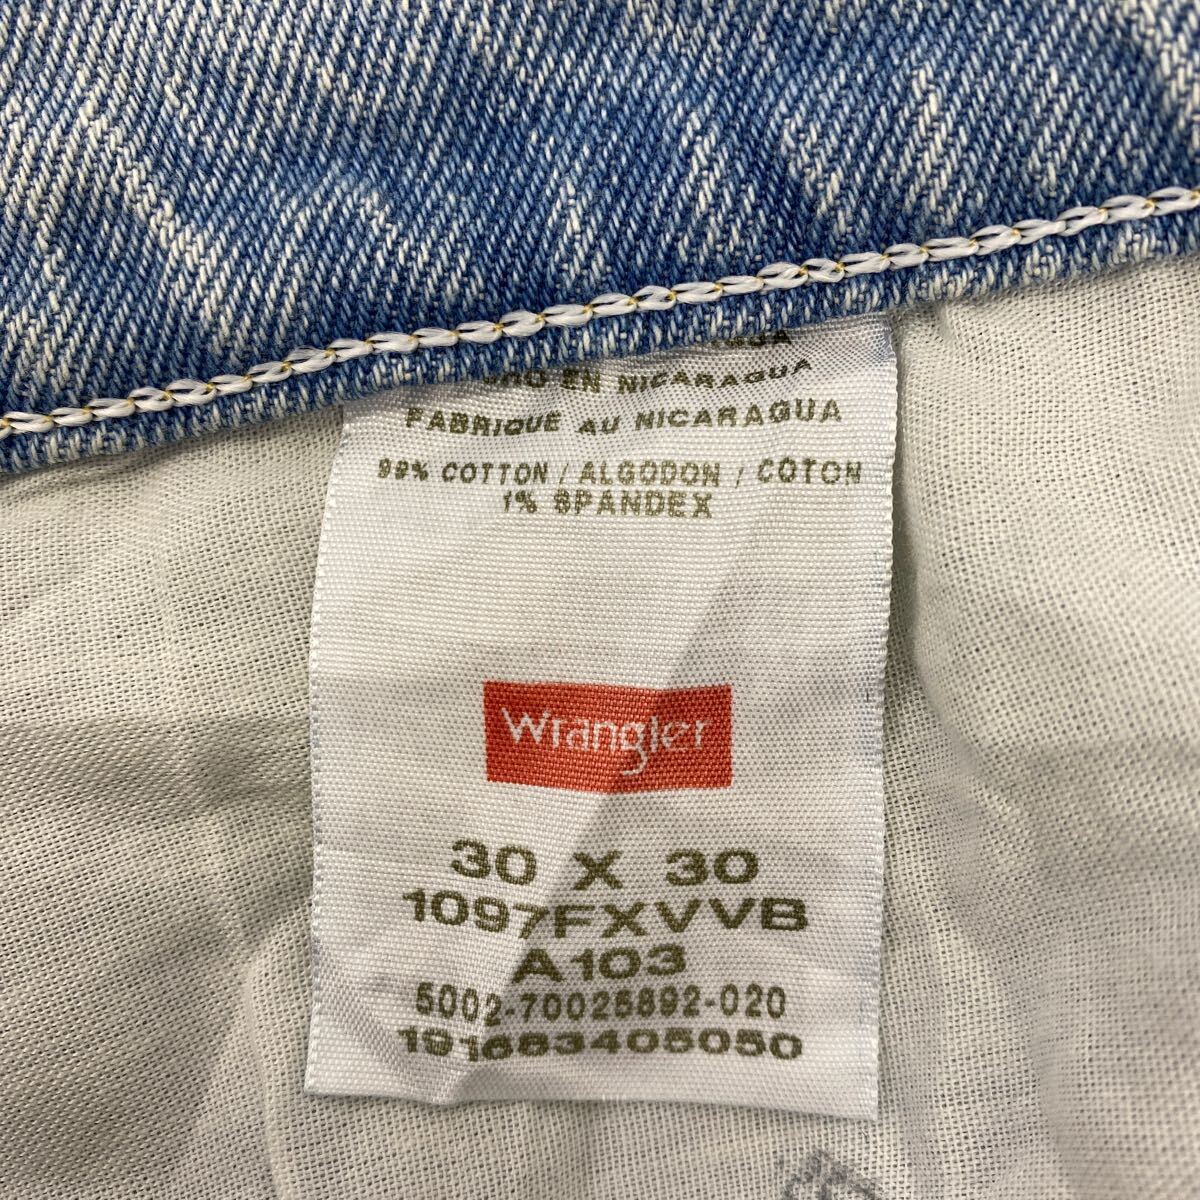 EN NICARAGUA
FABRIQUE AU NICARAGUA
99% COTTON / ALGODON / COTON
1% SPANDEX
Wrangler
30 X 30
1097FXVVB
A103
5002-70025892-020
191683405050